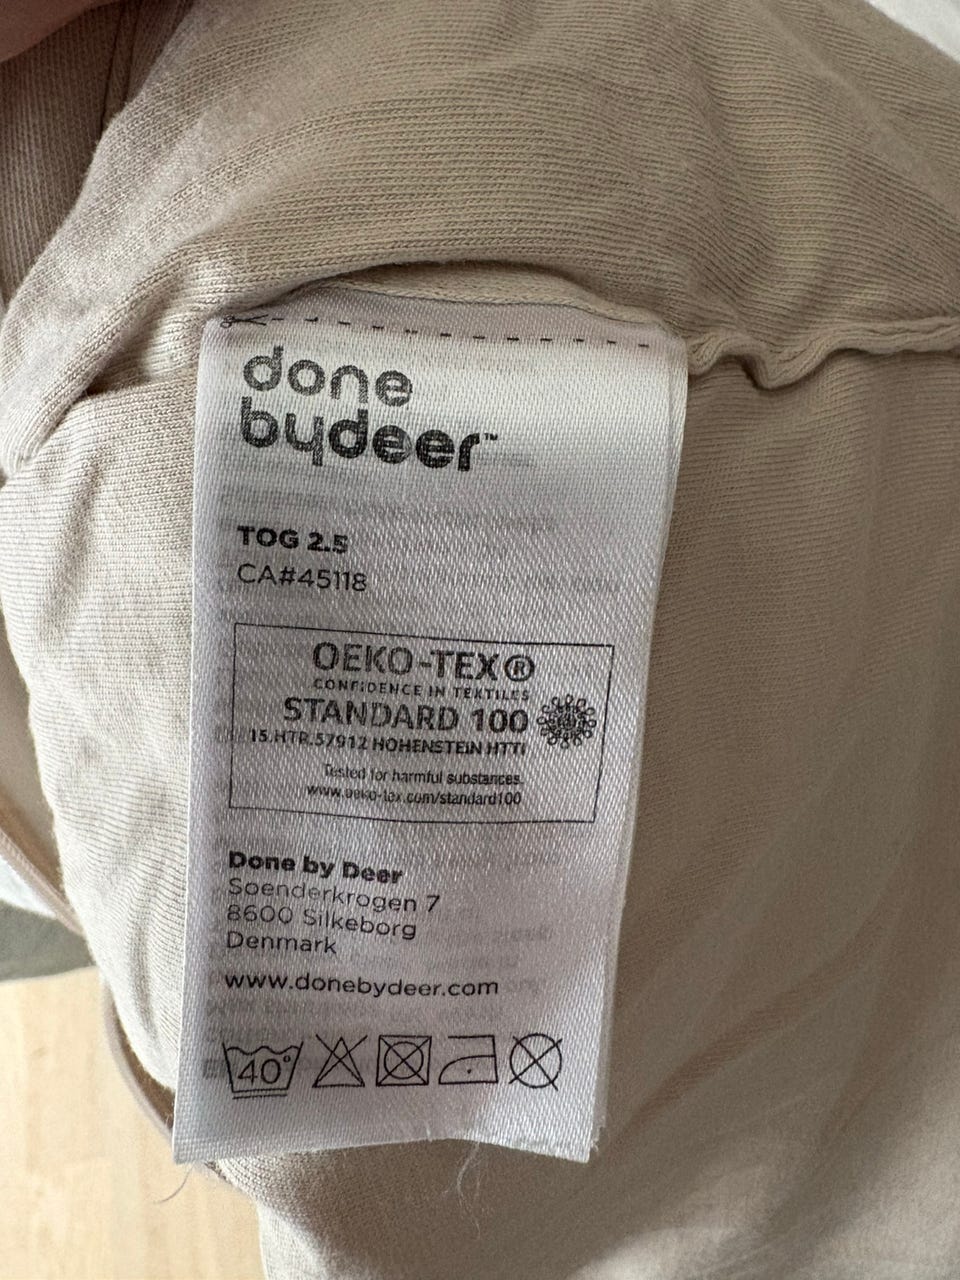 done
bydeer™
TOG 2.5
CA#45118
OEKO-TEX®
CONFIDENCE IN TEXTILES
STANDARD 100
15.HTR.57912 HOHENSTEIN HTTI
Tested for harmful substances.
www.oeko-tex.com/standard100
Done by Deer
Soenderkrogen 7
8600 Silkeborg
Denmark
www.donebydeer.com
40°